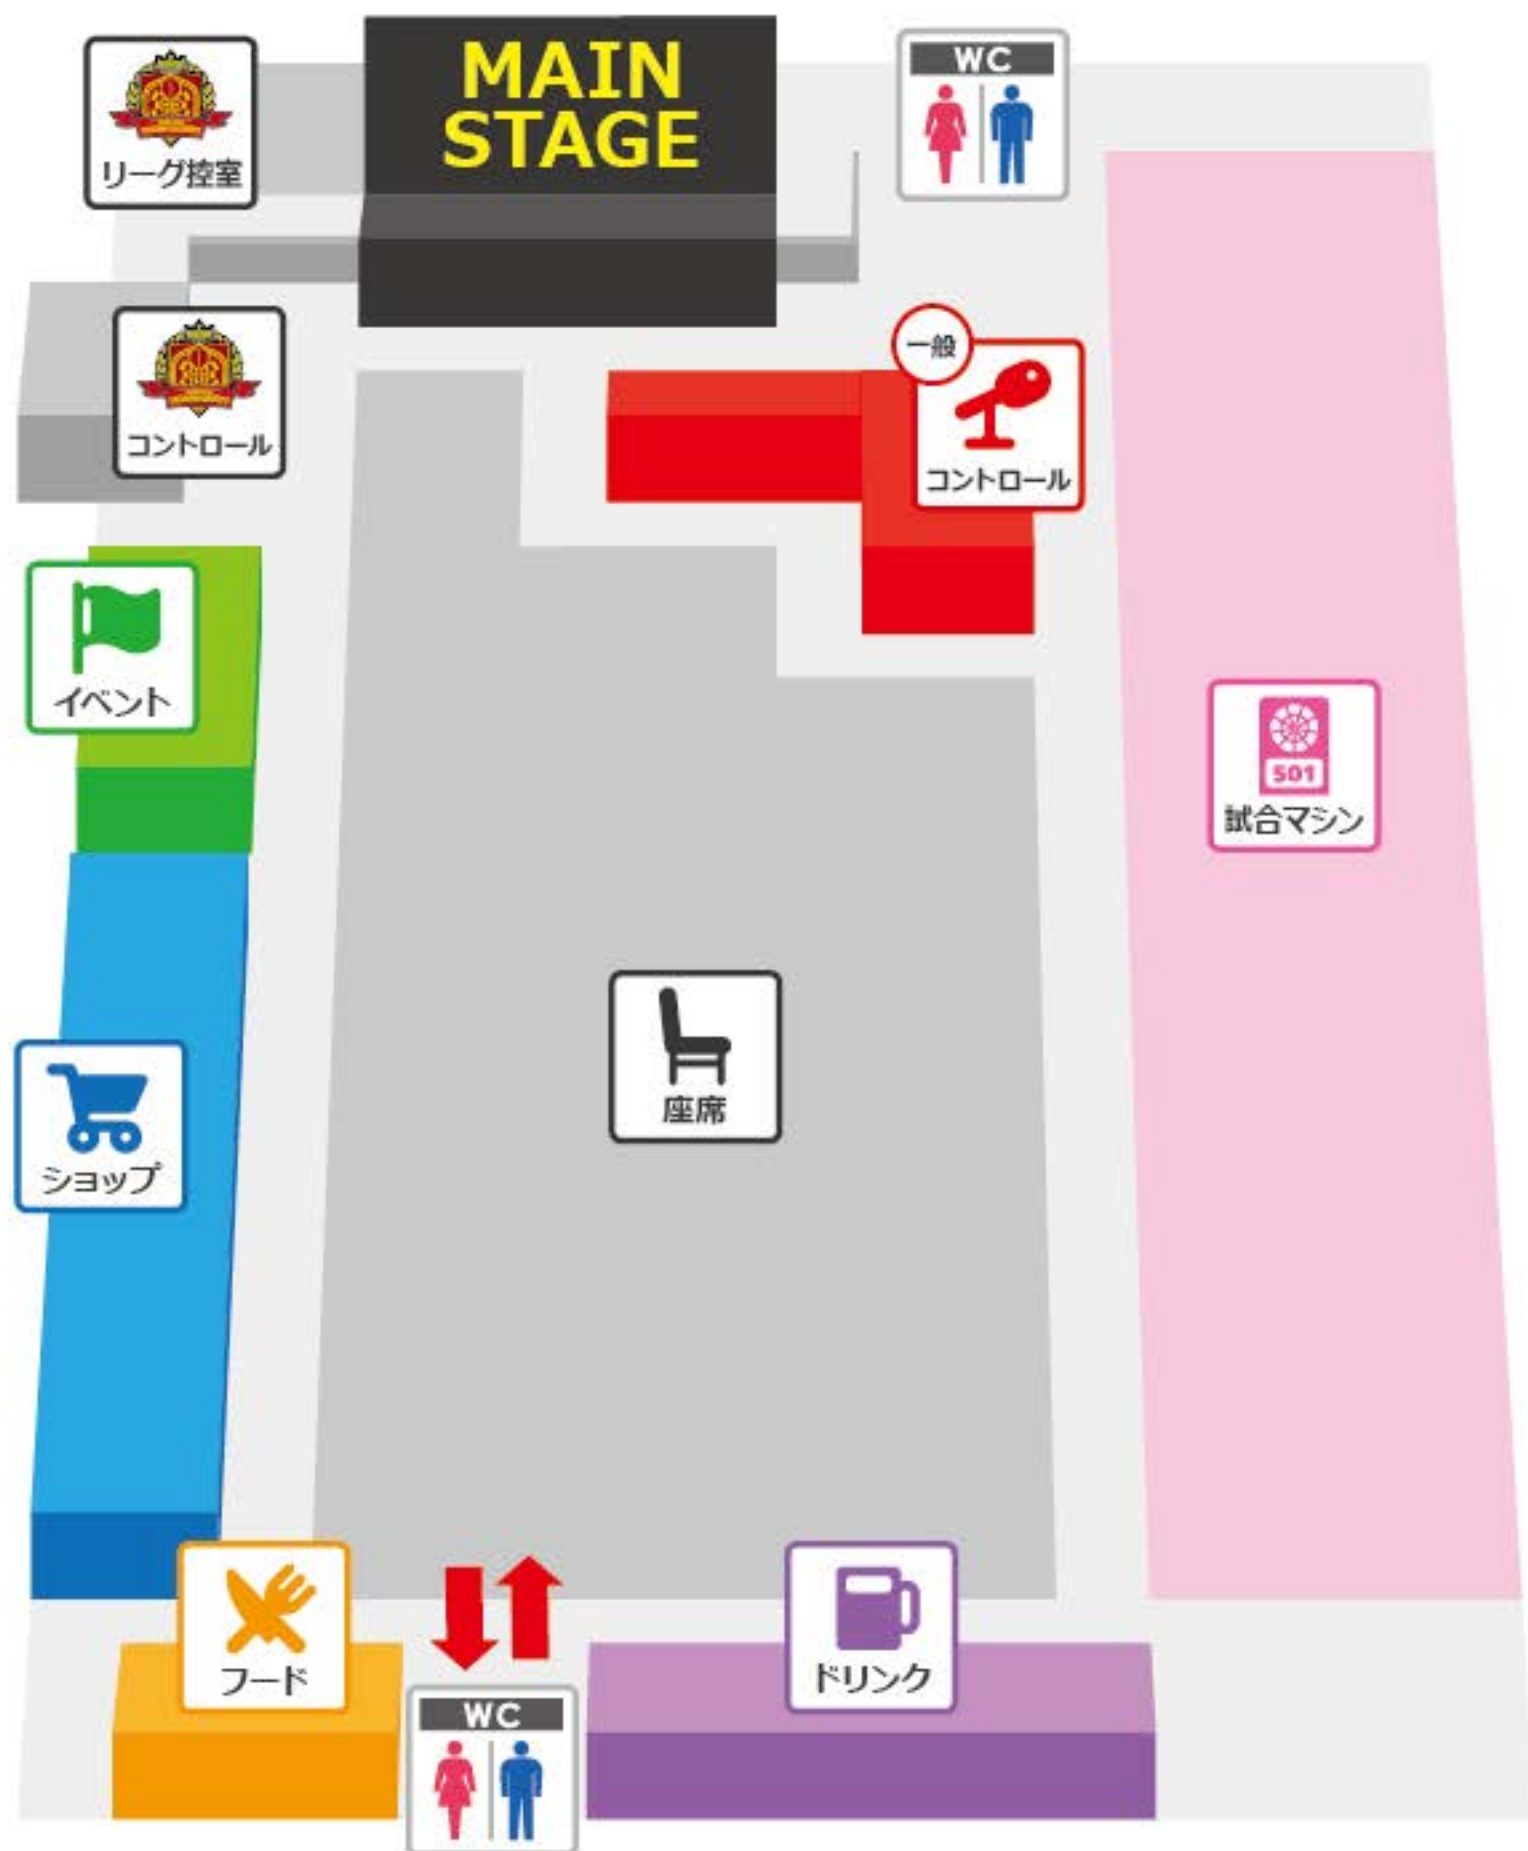 MAIN
STAGE
WC
リーグ控室
一般
コントロール
コントロール
イベント
501
試合マシン
座席
ショップ
フード
ドリンク
WC